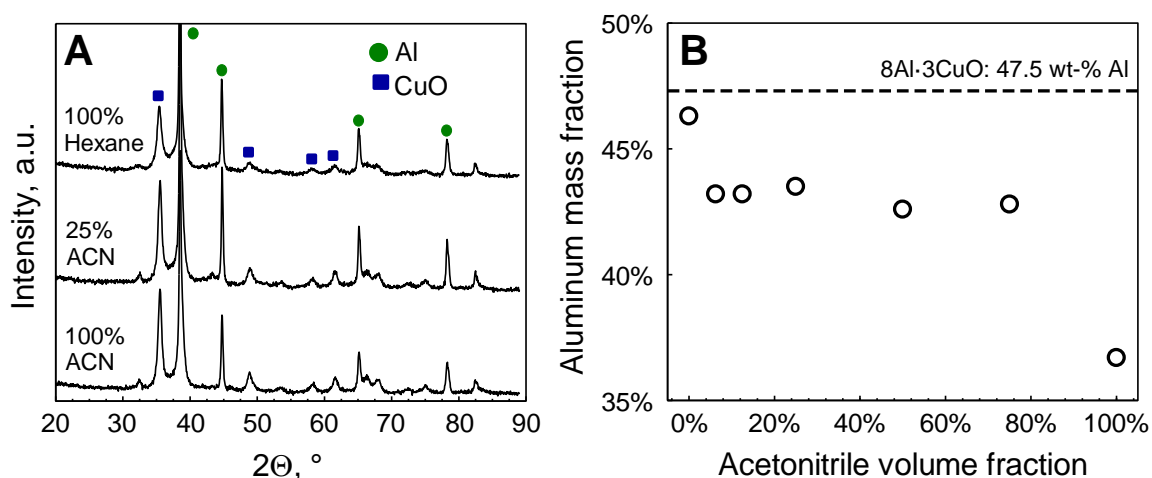 A
Al
CuO
100%
Hexane
25%
ACN
100%
ACN
Intensity, a.u.
20 30 40 50 60 70 80 90
2Θ, °
B
8Al·3CuO: 47.5 wt-% Al
50%
45%
40%
35%
Aluminum mass fraction
0% 20% 40% 60% 80% 100%
Acetonitrile volume fraction